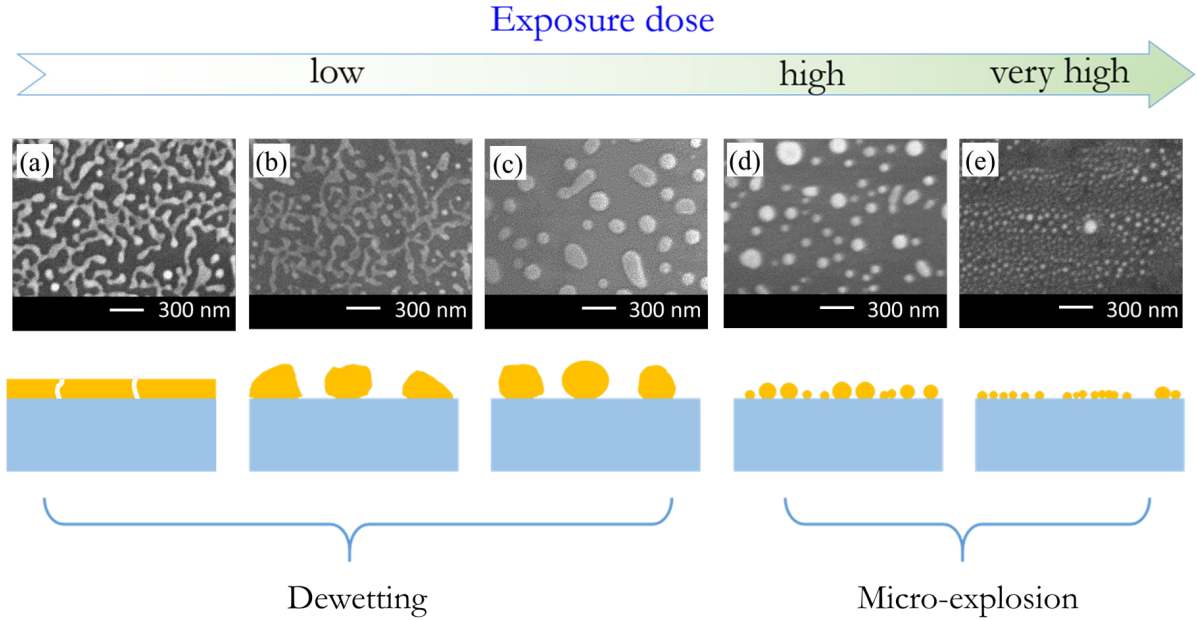 Exposure dose
low high very high
(a) (b) (c) (d) (e)
300 nm 300 nm 300 nm 300 nm 300 nm
Dewetting Micro-explosion